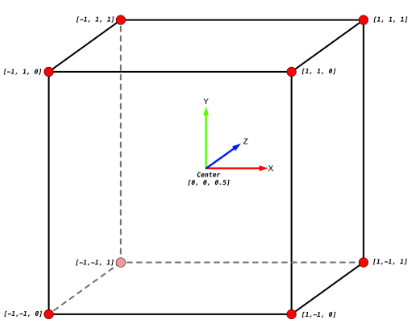 [-1, 1, 1]
[1, 1, 1]
[-1, 1, 0]
[1, 1, 0]
Y
Z
X
Center
[0, 0, 0.5]
[-1,-1, 1]
[1,-1, 1]
[-1,-1, 0]
[1,-1, 0]